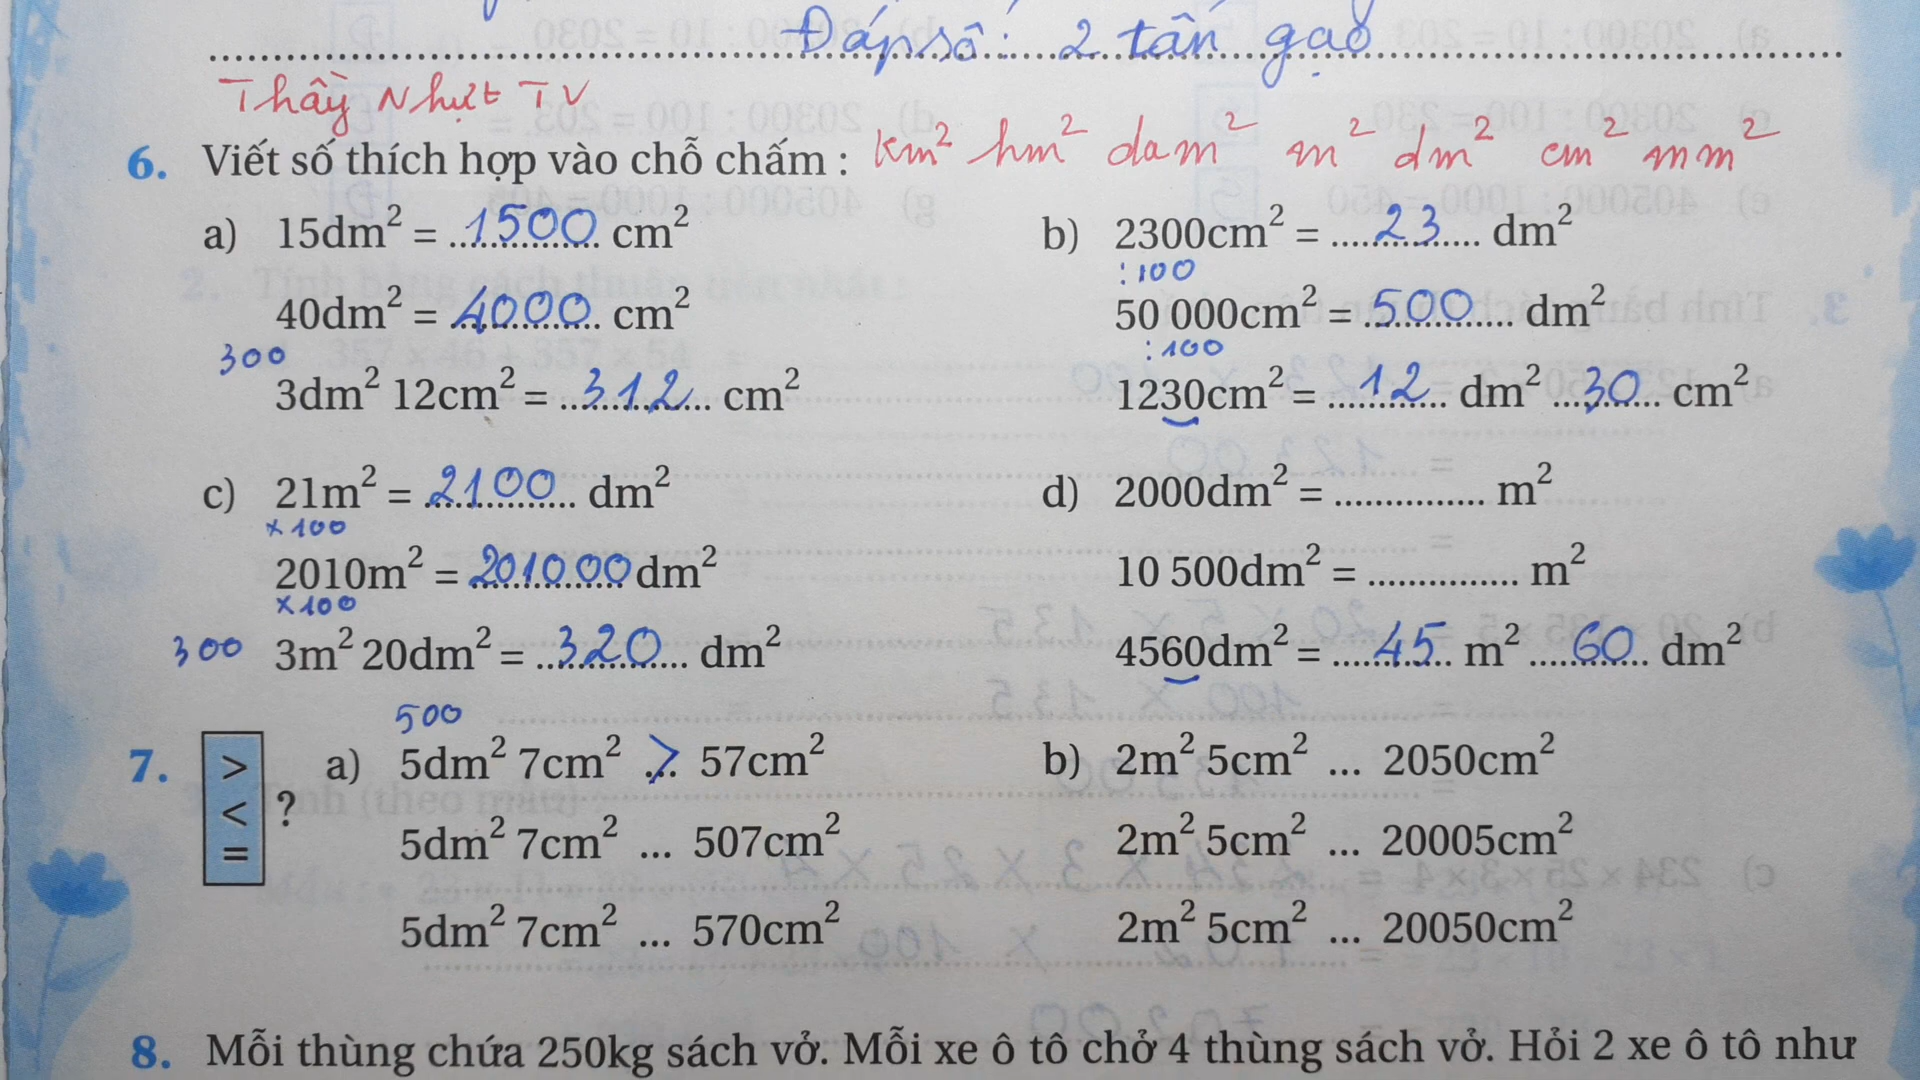 Đáp số: 2 tấn gạo
Thầy Nhựt TV
6. Viết số thích hợp vào chỗ chấm : km² hm² dam² m² dm² cm² mm²
a) 15dm² = 1500 cm² b) 2300cm² = 23 dm²
:100
40dm² = 4000 cm² 50 000cm² = 500 dm²
300 :100
3dm² 12cm² = 312 cm² 1230cm² = 12 dm² 30 cm²
c) 21m² = 2100 dm² d) 2000dm² = ............... m²
×100
2010m² = 201000 dm² 10 500dm² = ............... m²
×100
300 3m² 20dm² = 320 dm² 4560dm² = 45 m² 60 dm²
500
7. > < = ? a) 5dm² 7cm² > 57cm² b) 2m² 5cm² ... 2050cm²
5dm² 7cm² ... 507cm² 2m² 5cm² ... 20005cm²
5dm² 7cm² ... 570cm² 2m² 5cm² ... 20050cm²
8. Mỗi thùng chứa 250kg sách vở. Mỗi xe ô tô chở 4 thùng sách vở. Hỏi 2 xe ô tô như